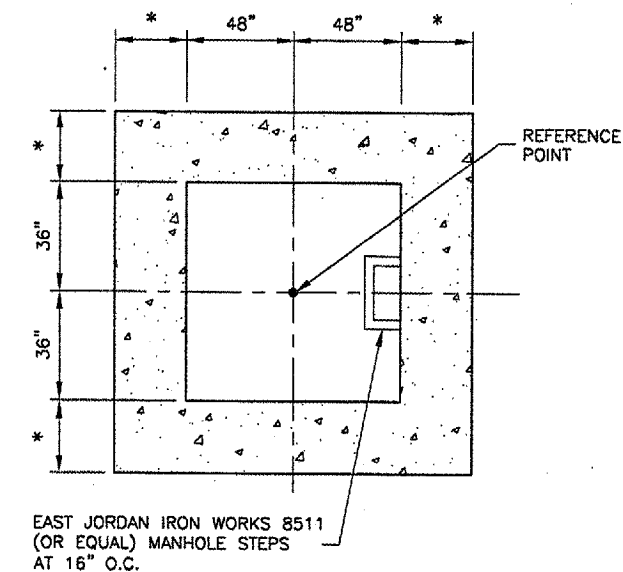 * 48" 48" *
REFERENCE
POINT
*
36"
36"
*
EAST JORDAN IRON WORKS 8511
(OR EQUAL) MANHOLE STEPS
AT 16" O.C.